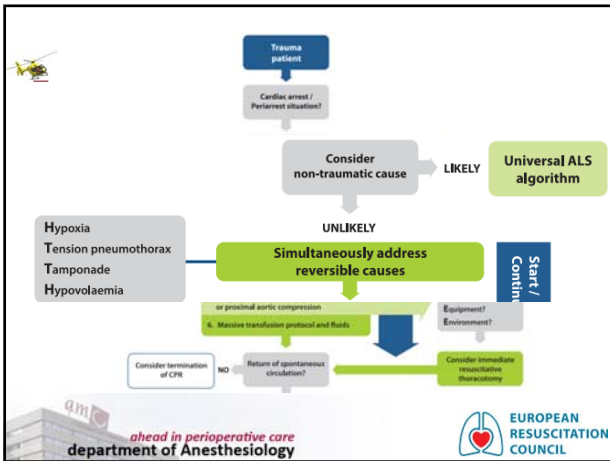 Trauma
patient
Cardiac arrest /
Periarrest situation?
Consider
non-traumatic cause
LIKELY
Universal ALS
algorithm
UNLIKELY
Hypoxia
Tension pneumothorax
Tamponade
Hypovolaemia
Simultaneously address
reversible causes
Start /
or proximal aortic compression
6. Massive transfusion protocol and fluids
Equipment?
Environment?
Consider termination
of CPR
NO
Return of spontaneous
circulation?
Consider immediate
resuscitative
thoracotomy
amc
ahead in perioperative care
department of Anesthesiology
EUROPEAN
RESUSCITATION
COUNCIL